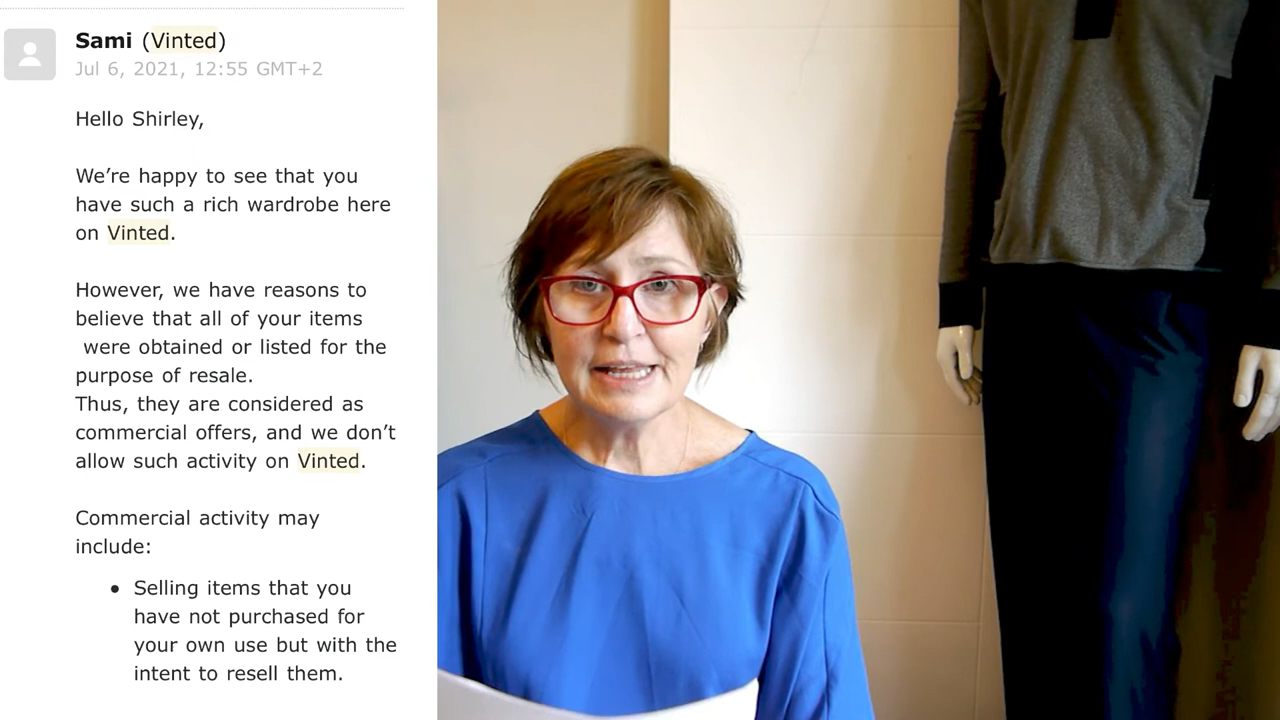 Sami (Vinted)
Jul 6, 2021, 12:55 GMT+2
Hello Shirley,
We’re happy to see that you
have such a rich wardrobe here
on Vinted.
However, we have reasons to
believe that all of your items
were obtained or listed for the
purpose of resale.
Thus, they are considered as
commercial offers, and we don’t
allow such activity on Vinted.
Commercial activity may
include:
• Selling items that you
have not purchased for
your own use but with the
intent to resell them.